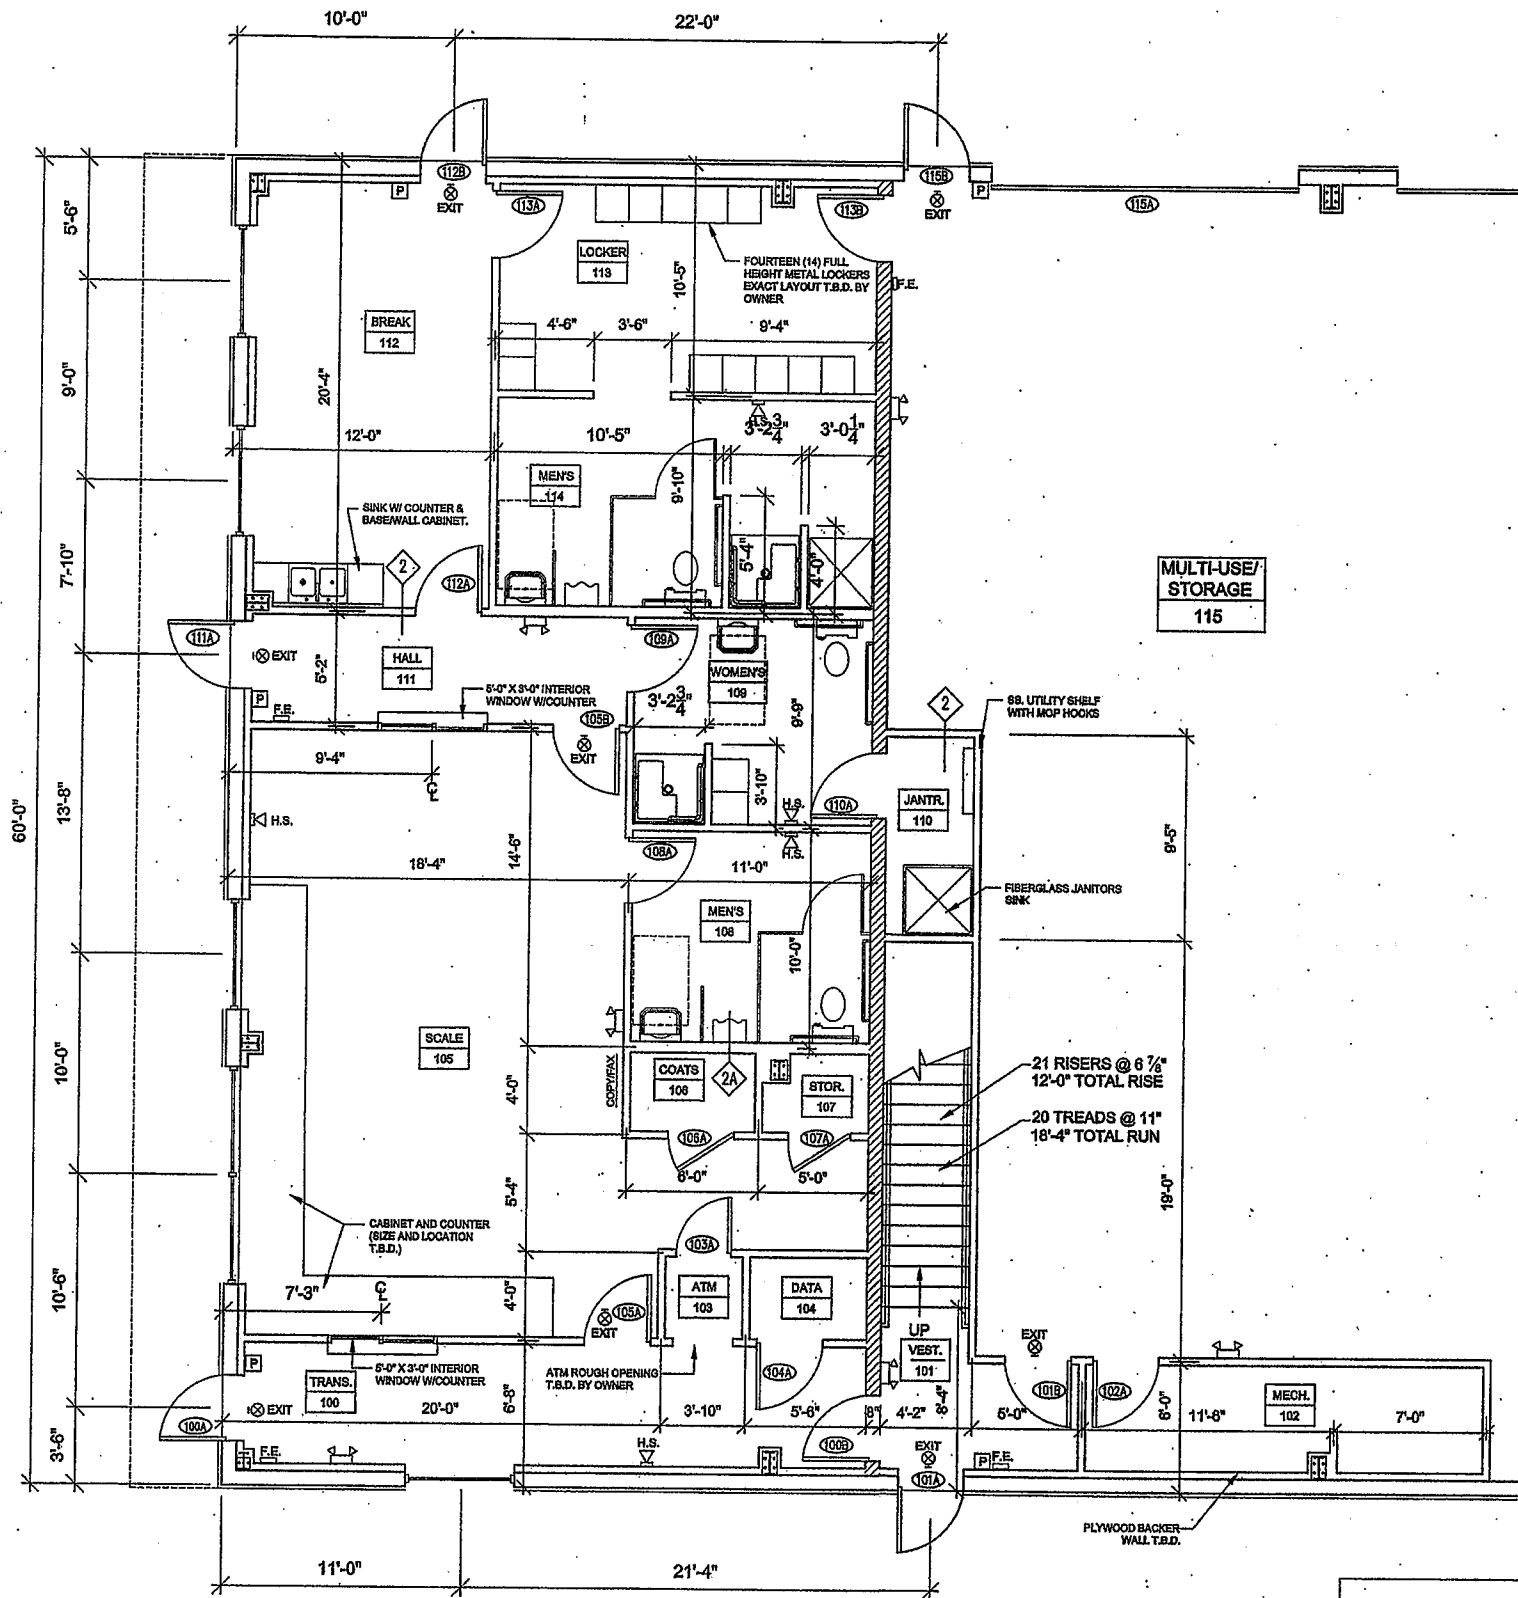 10'-0"
22'-0"
112B
EXIT
P
113A
113B
115B
EXIT
P
115A
5'-6"
LOCKER
113
10'-5"
FOURTEEN (14) FULL
HEIGHT METAL LOCKERS
EXACT LAYOUT T.B.D. BY
OWNER
F.E.
BREAK
112
4'-6"
3'-6"
9'-4"
9'-0"
20'-4"
H.S.
12'-0"
10'-5"
3'-2 3/4"
3'-0 1/4"
MEN'S
114
9'-10"
SINK W/ COUNTER &
BASE/WALL CABINET.
7'-10"
2
112A
5'-4"
4'-0"
MULTI-USE/
STORAGE
115
111A
EXIT
HALL
111
109A
WOMEN'S
109
5'-2"
P
F.E.
5'-0" X 3'-0" INTERIOR
WINDOW W/COUNTER
105B
EXIT
3'-2 3/4"
9'-9"
2
SS. UTILITY SHELF
WITH MOP HOOKS
9'-4"
CL
60'-0"
13'-8"
H.S.
3'-10"
H.S.
110A
JANTR.
110
14'-6"
108A
H.S.
9'-5"
18'-4"
11'-0"
FIBERGLASS JANITORS
SINK
MEN'S
108
10'-0"
SCALE
105
10'-0"
COPY/FAX
COATS
106
2A
STOR.
107
4'-0"
21 RISERS @ 6 7/8"
12'-0" TOTAL RISE
20 TREADS @ 11"
18'-4" TOTAL RUN
106A
107A
6'-0"
5'-0"
5'-4"
19'-0"
CABINET AND COUNTER
(SIZE AND LOCATION
T.B.D.)
103A
10'-6"
7'-3"
CL
4'-0"
105A
EXIT
ATM
103
DATA
104
UP
VEST.
101
EXIT
P
5'-0" X 3'-0" INTERIOR
WINDOW W/COUNTER
ATM ROUGH OPENING
T.B.D. BY OWNER
104A
TRANS.
100
101B
102A
MECH.
102
100A
EXIT
20'-0"
6'-8"
3'-10"
5'-6"
8"
4'-2"
8'-4"
5'-0"
6'-0"
11'-6"
7'-0"
3'-6"
F.E.
H.S.
100B
EXIT
101A
P
F.E.
PLYWOOD BACKER
WALL T.B.D.
11'-0"
21'-4"